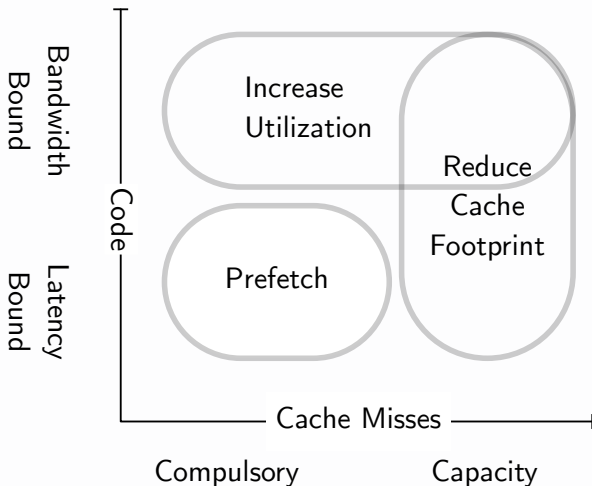 Bandwidth
Bound
Increase
Utilization
Reduce
Cache
Footprint
Code
Latency
Bound
Prefetch
Cache Misses
Compulsory
Capacity